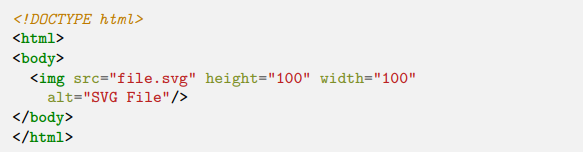 <!DOCTYPE html>
<html>
<body>
  <img src="file.svg" height="100" width="100"
    alt="SVG File"/>
</body>
</html>